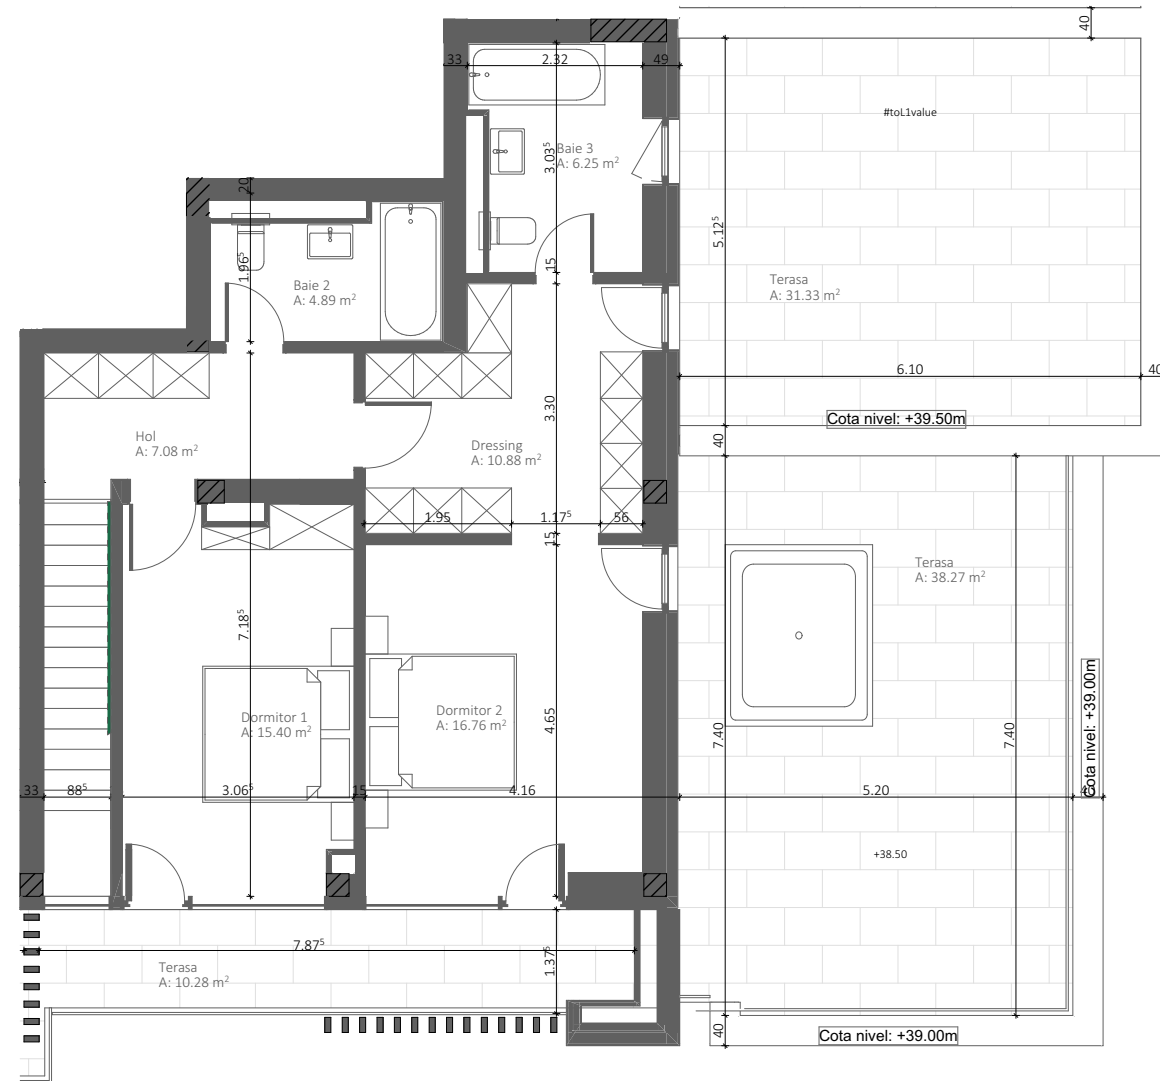 40
33
2.32
49
#toL1value
Baie 3
A: 6.25 m²
3.03⁵
20
5.12⁵
1.96⁵
15
Baie 2
A: 4.89 m²
Terasa
A: 31.33 m²
6.10
40
3.30
Cota nivel: +39.50m
Hol
A: 7.08 m²
Dressing
A: 10.88 m²
40
1.95
1.17⁵
56
15
Terasa
A: 38.27 m²
7.18⁵
Dormitor 1
A: 15.40 m²
Dormitor 2
A: 16.76 m²
4.65
7.40
7.40
Cota nivel: +39.00m
33
88⁵
3.06⁵
15
4.16
5.20
40
+38.50
7.87⁵
1.37⁵
Terasa
A: 10.28 m²
40
Cota nivel: +39.00m